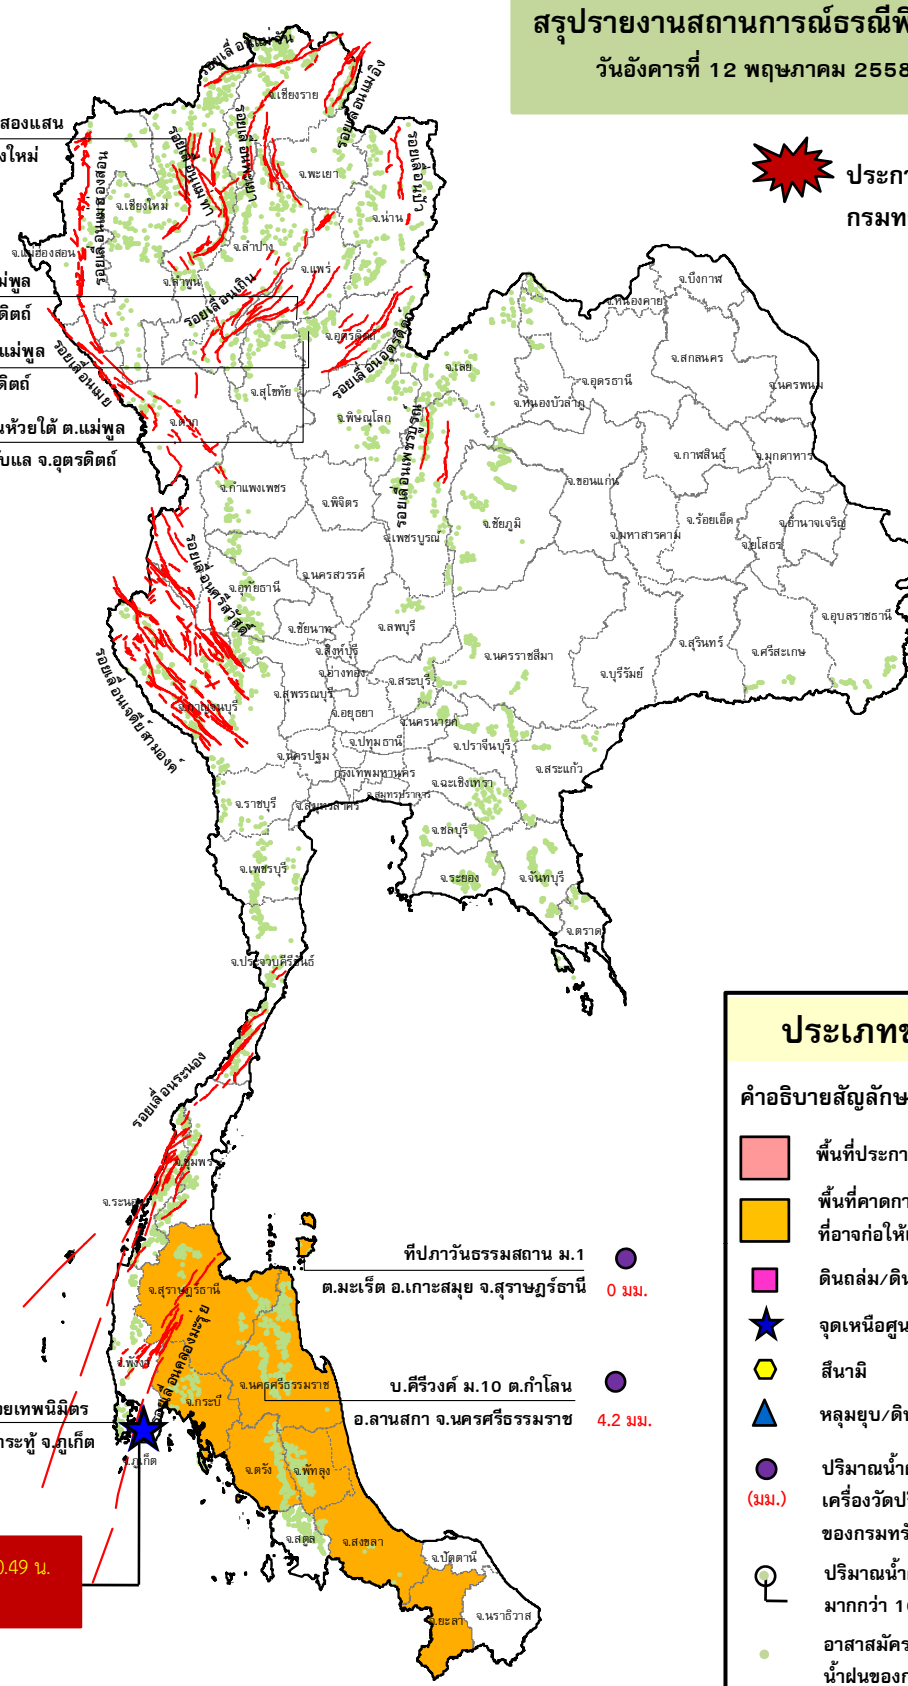 สรุปรายงานสถานการณ์ธรณีพิ
วันอังคารที่ 12 พฤษภาคม 2558
ประกา
กรมท
สองแสน
งใหม่
ม่พูล
ดิตถ์
แม่พูล
ดิตถ์
นห้วยใต้ ต.แม่พูล
ับแล จ.อุตรดิตถ์
รอยเลื่อนแม่จัน
รอยเลื่อนแม่อิง
รอยเลื่อนแม่ฮ่องสอน
รอยเลื่อนแม่ทา
รอยเลื่อนพะเยา
รอยเลื่อนปัว
รอยเลื่อนเถิน
รอยเลื่อนอุตรดิตถ์
รอยเลื่อนเมย
รอยเลื่อนเพชรบูรณ์
รอยเลื่อนศรีสวัสดิ์
รอยเลื่อนเจดีย์สามองค์
รอยเลื่อนระนอง
รอยเลื่อนคลองมะรุ่ย
จ.เชียงราย
จ.พะเยา
จ.เชียงใหม่
จ.น่าน
จ.แม่ฮ่องสอน
จ.ลำปาง
จ.แพร่
จ.ลำพูน
จ.อุตรดิตถ์
จ.สุโขทัย
จ.ตาก
จ.พิษณุโลก
จ.เลย
จ.หนองคาย
จ.บึงกาฬ
จ.สกลนคร
จ.อุดรธานี
จ.นครพนม
จ.หนองบัวลำภู
จ.กำแพงเพชร
จ.พิจิตร
จ.เพชรบูรณ์
จ.ขอนแก่น
จ.กาฬสินธุ์
จ.มุกดาหาร
จ.ชัยภูมิ
จ.มหาสารคาม
จ.ร้อยเอ็ด
จ.ยโสธร
จ.อำนาจเจริญ
จ.นครสวรรค์
จ.อุทัยธานี
จ.ชัยนาท
จ.ลพบุรี
จ.สิงห์บุรี
จ.อ่างทอง
จ.สระบุรี
จ.นครราชสีมา
จ.บุรีรัมย์
จ.สุรินทร์
จ.ศรีสะเกษ
จ.อุบลราชธานี
จ.กาญจนบุรี
จ.สุพรรณบุรี
จ.อยุธยา
จ.นครนายก
จ.ปทุมธานี
จ.ปราจีนบุรี
จ.นครปฐม
กรุงเทพมหานคร
จ.สระแก้ว
จ.ฉะเชิงเทรา
จ.สมุทรปราการ
จ.ราชบุรี
จ.สมุทรสาคร
จ.ชลบุรี
จ.เพชรบุรี
จ.ระยอง
จ.จันทบุรี
จ.ตราด
จ.ประจวบคีรีขันธ์
จ.ชุมพร
จ.ระนอ
จ.สุราษฎร์ธานี
จ.พังงา
จ.กระบี่
จ.นครศรีธรรมราช
จ.ภูเก็ต
จ.ตรัง
จ.พัทลุง
จ.สตูล
จ.สงขลา
จ.ปัตตานี
จ.ยะลา
จ.นราธิวาส
ทีปภาวันธรรมสถาน ม.1
ต.มะเร็ต อ.เกาะสมุย จ.สุราษฎร์ธานี
0 มม.
บ.คีรีวงศ์ ม.10 ต.กำโลน
อ.ลานสกา จ.นครศรีธรรมราช
4.2 มม.
อยเทพนิมิตร
าระทู้ จ.ภูเก็ต
0.49 น.
ประเภทข
คำอธิบายสัญลักษ
พื้นที่ประกา
พื้นที่คาดกา
ที่อาจก่อให้เ
ดินถล่ม/ดิน
จุดเหนือศูน
สึนามิ
หลุมยุบ/ดิน
ปริมาณน้ำฝ
(มม.)
เครื่องวัดปริ
ของกรมทรั
ปริมาณน้ำฝ
มากกว่า 10
อาสาสมัคร
น้ำฝนของก